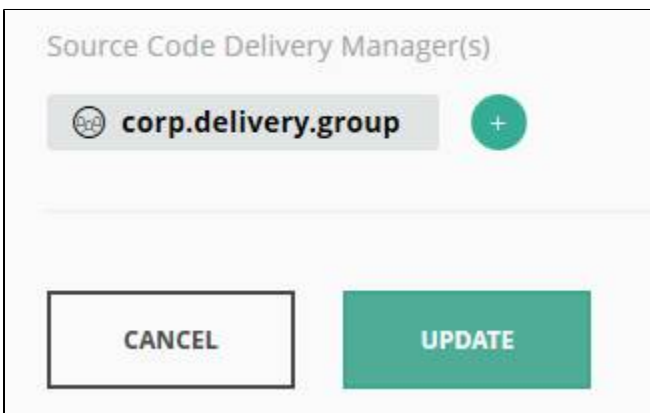 Source Code Delivery Manager(s)
corp.delivery.group +
CANCEL UPDATE